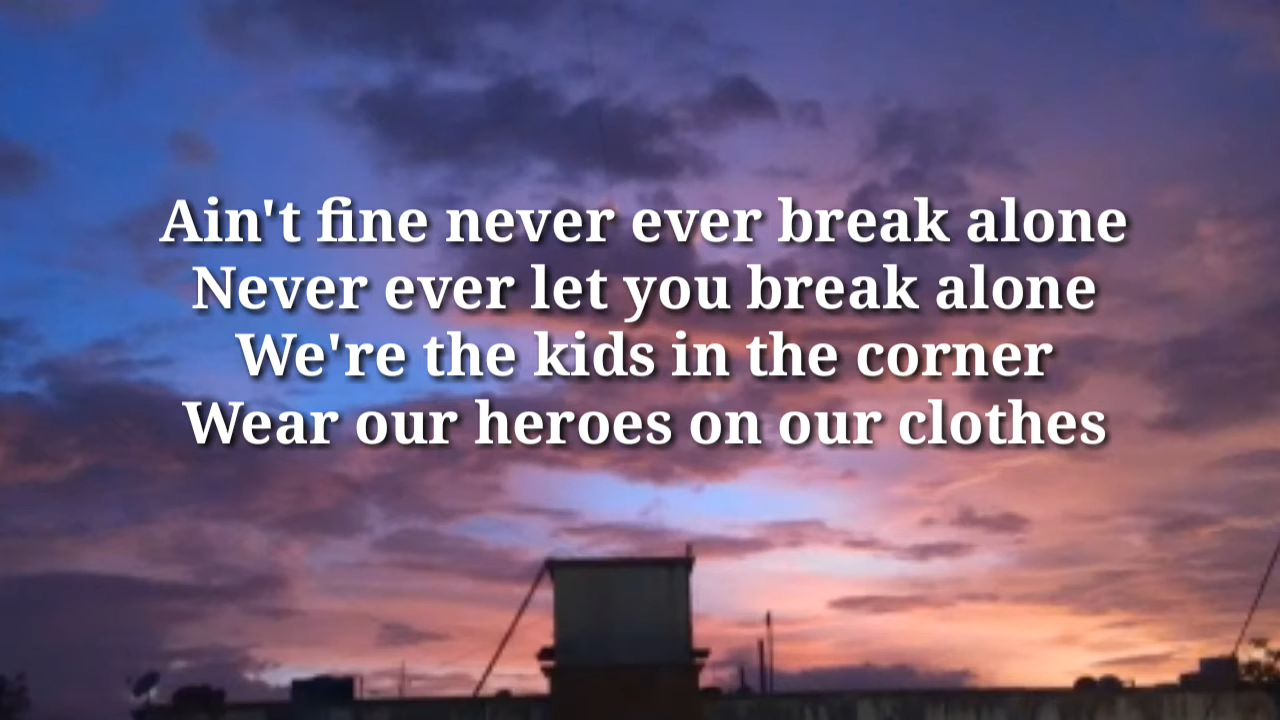 Ain't fine never ever break alone
Never ever let you break alone
We're the kids in the corner
Wear our heroes on our clothes